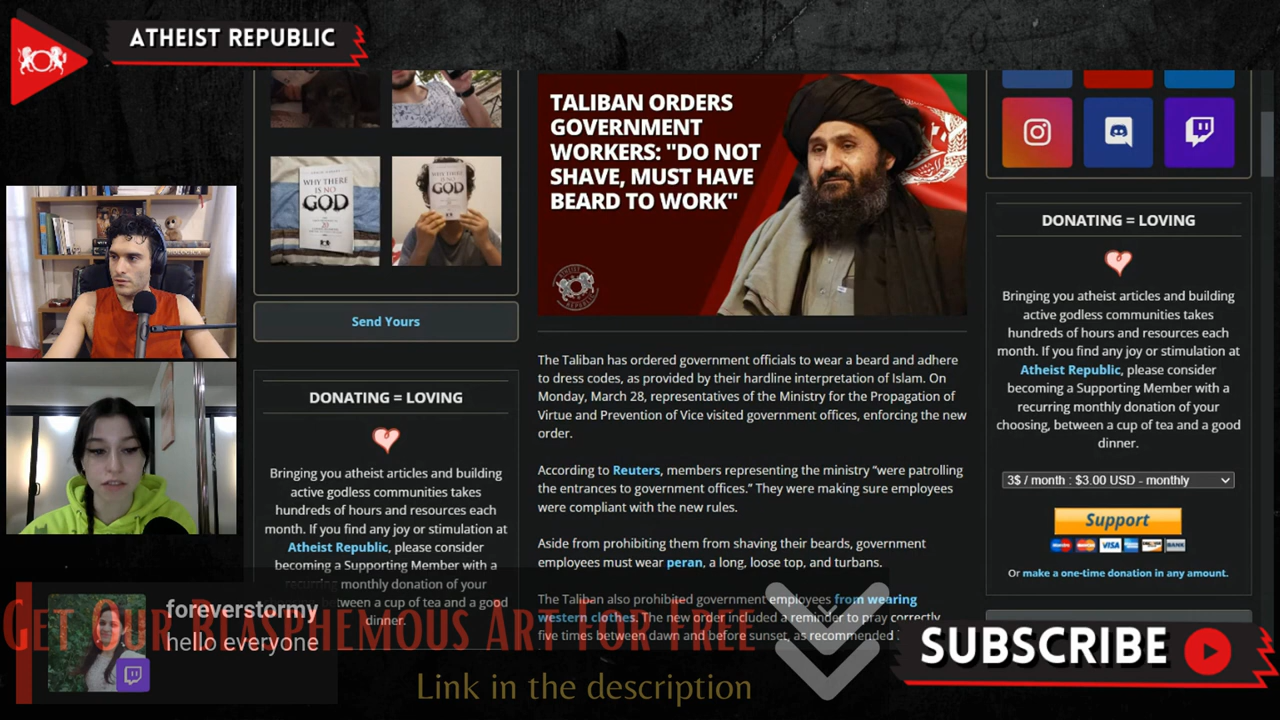 ATHEIST REPUBLIC
WHY THERE
IS NO
GOD
GOD
Send Yours
DONATING = LOVING
Bringing you atheist articles and building
active godless communities takes
hundreds of hours and resources each
month. If you find any joy or stimulation at
Atheist Republic, please consider
becoming a Supporting Member with a
recurring monthly donation of your
between a cup of tea and a good
dinner.
TALIBAN ORDERS
GOVERNMENT
WORKERS: "DO NOT
SHAVE, MUST HAVE
BEARD TO WORK"
The Taliban has ordered government officials to wear a beard and adhere
to dress codes, as provided by their hardline interpretation of Islam. On
Monday, March 28, representatives of the Ministry for the Propagation of
Virtue and Prevention of Vice visited government offices, enforcing the new
order.
According to Reuters, members representing the ministry “were patrolling
the entrances to government offices.” They were making sure employees
were compliant with the new rules.
Aside from prohibiting them from shaving their beards, government
employees must wear peran, a long, loose top, and turbans.
The Taliban also prohibited government employees from wearing
western clothes. The new order included a reminder to pray correctly
five times between dawn and before sunset, as recommended
DONATING = LOVING
Bringing you atheist articles and building
active godless communities takes
hundreds of hours and resources each
month. If you find any joy or stimulation at
Atheist Republic, please consider
becoming a Supporting Member with a
recurring monthly donation of your
choosing, between a cup of tea and a good
dinner.
3$ / month : $3.00 USD - monthly
Support
VISA
BANK
Or make a one-time donation in any amount.
Get Our Blasphemous Art For Free
foreverstormy
hello everyone
Link in the description
SUBSCRIBE